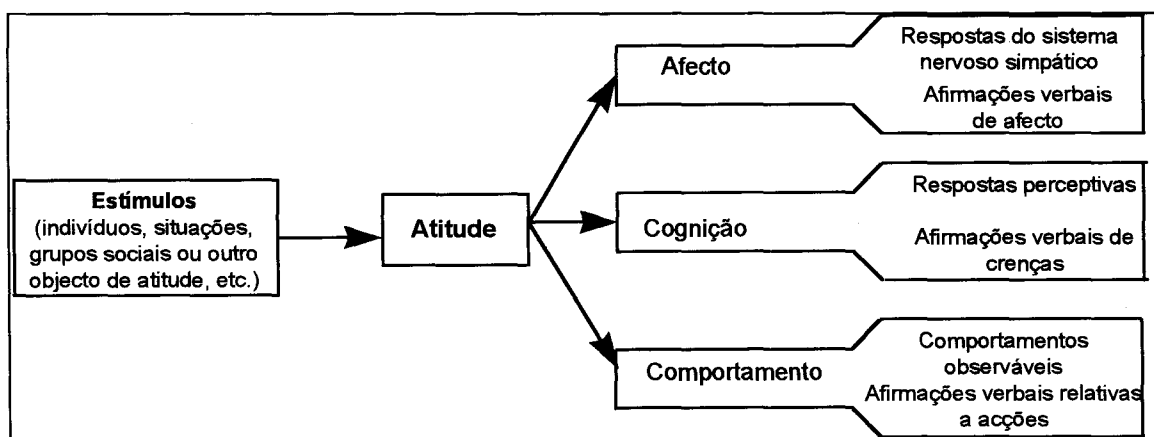 Estímulos
(indivíduos, situações,
grupos sociais ou outro
objecto de atitude, etc.)
Atitude
Afecto
Respostas do sistema
nervoso simpático
Afirmações verbais
de afecto
Cognição
Respostas perceptivas
Afirmações verbais de
crenças
Comportamento
Comportamentos
observáveis
Afirmações verbais relativas
a acções